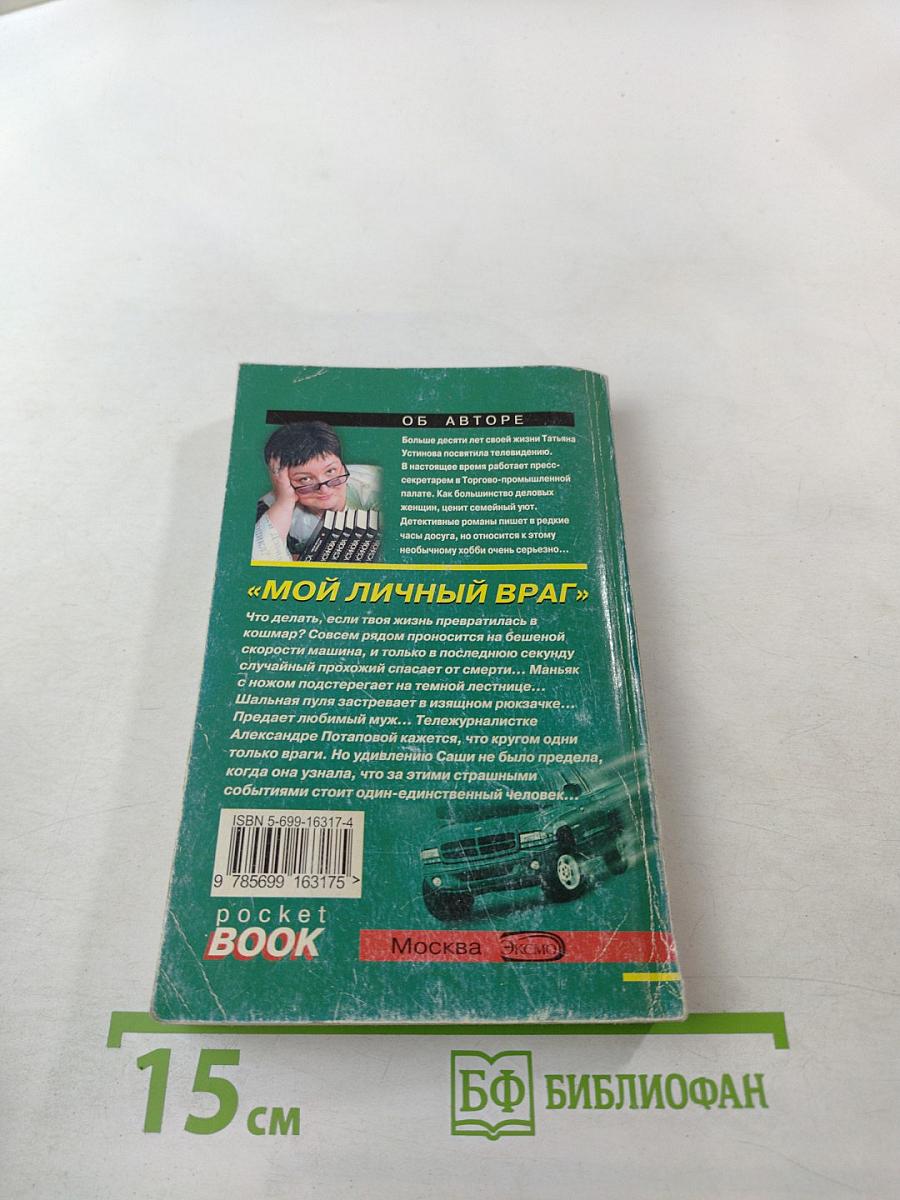 ОБ АВТОРЕ
Больше десяти лет своей жизни Татьяна
Устинова посвятила телевидению.
В настоящее время работает пресс-
секретарем в Торгово-промышленной
палате. Как большинство деловых
женщин, ценит семейный уют.
Детективные романы пишет в редкие
часы досуга, но относится к этому
необычному хобби очень серьезно...
«МОЙ ЛИЧНЫЙ ВРАГ»
Что делать, если твоя жизнь превратилась в
кошмар? Совсем рядом проносится на бешеной
скорости машина, и только в последнюю секунду
случайный прохожий спасает от смерти... Маньяк
с ножом подстерегает на темной лестнице...
Шальная пуля застревает в изящном рюкзачке...
Предает любимый муж... Тележурналистке
Александре Потаповой кажется, что кругом одни
только враги. Но удивлению Саши не было предела,
когда она узнала, что за этими страшными
событиями стоит один-единственный человек...
ISBN 5-699-16317-4
9 785699 163175 >
pocket
BOOK
Москва ЭКСМО
15 см
БФ БИБЛИОФАН